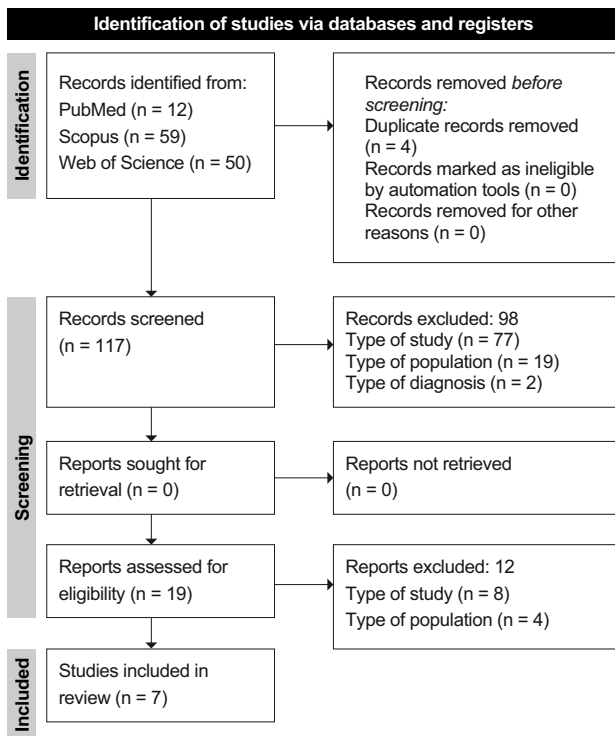 Identification of studies via databases and registers
Identification
Records identified from:
PubMed (n = 12)
Scopus (n = 59)
Web of Science (n = 50)
Records removed before
screening:
Duplicate records removed
(n = 4)
Records marked as ineligible
by automation tools (n = 0)
Records removed for other
reasons (n = 0)
Screening
Records screened
(n = 117)
Records excluded: 98
Type of study (n = 77)
Type of population (n = 19)
Type of diagnosis (n = 2)
Reports sought for
retrieval (n = 0)
Reports not retrieved
(n = 0)
Reports assessed for
eligibility (n = 19)
Reports excluded: 12
Type of study (n = 8)
Type of population (n = 4)
Included
Studies included in
review (n = 7)